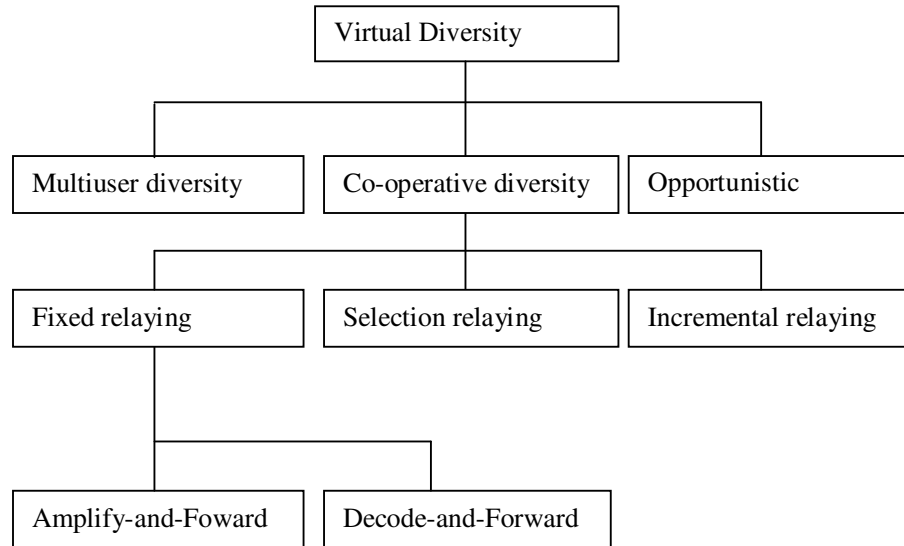 Virtual Diversity
Multiuser diversity
Co-operative diversity
Opportunistic
Fixed relaying
Selection relaying
Incremental relaying
Amplify-and-Foward
Decode-and-Forward